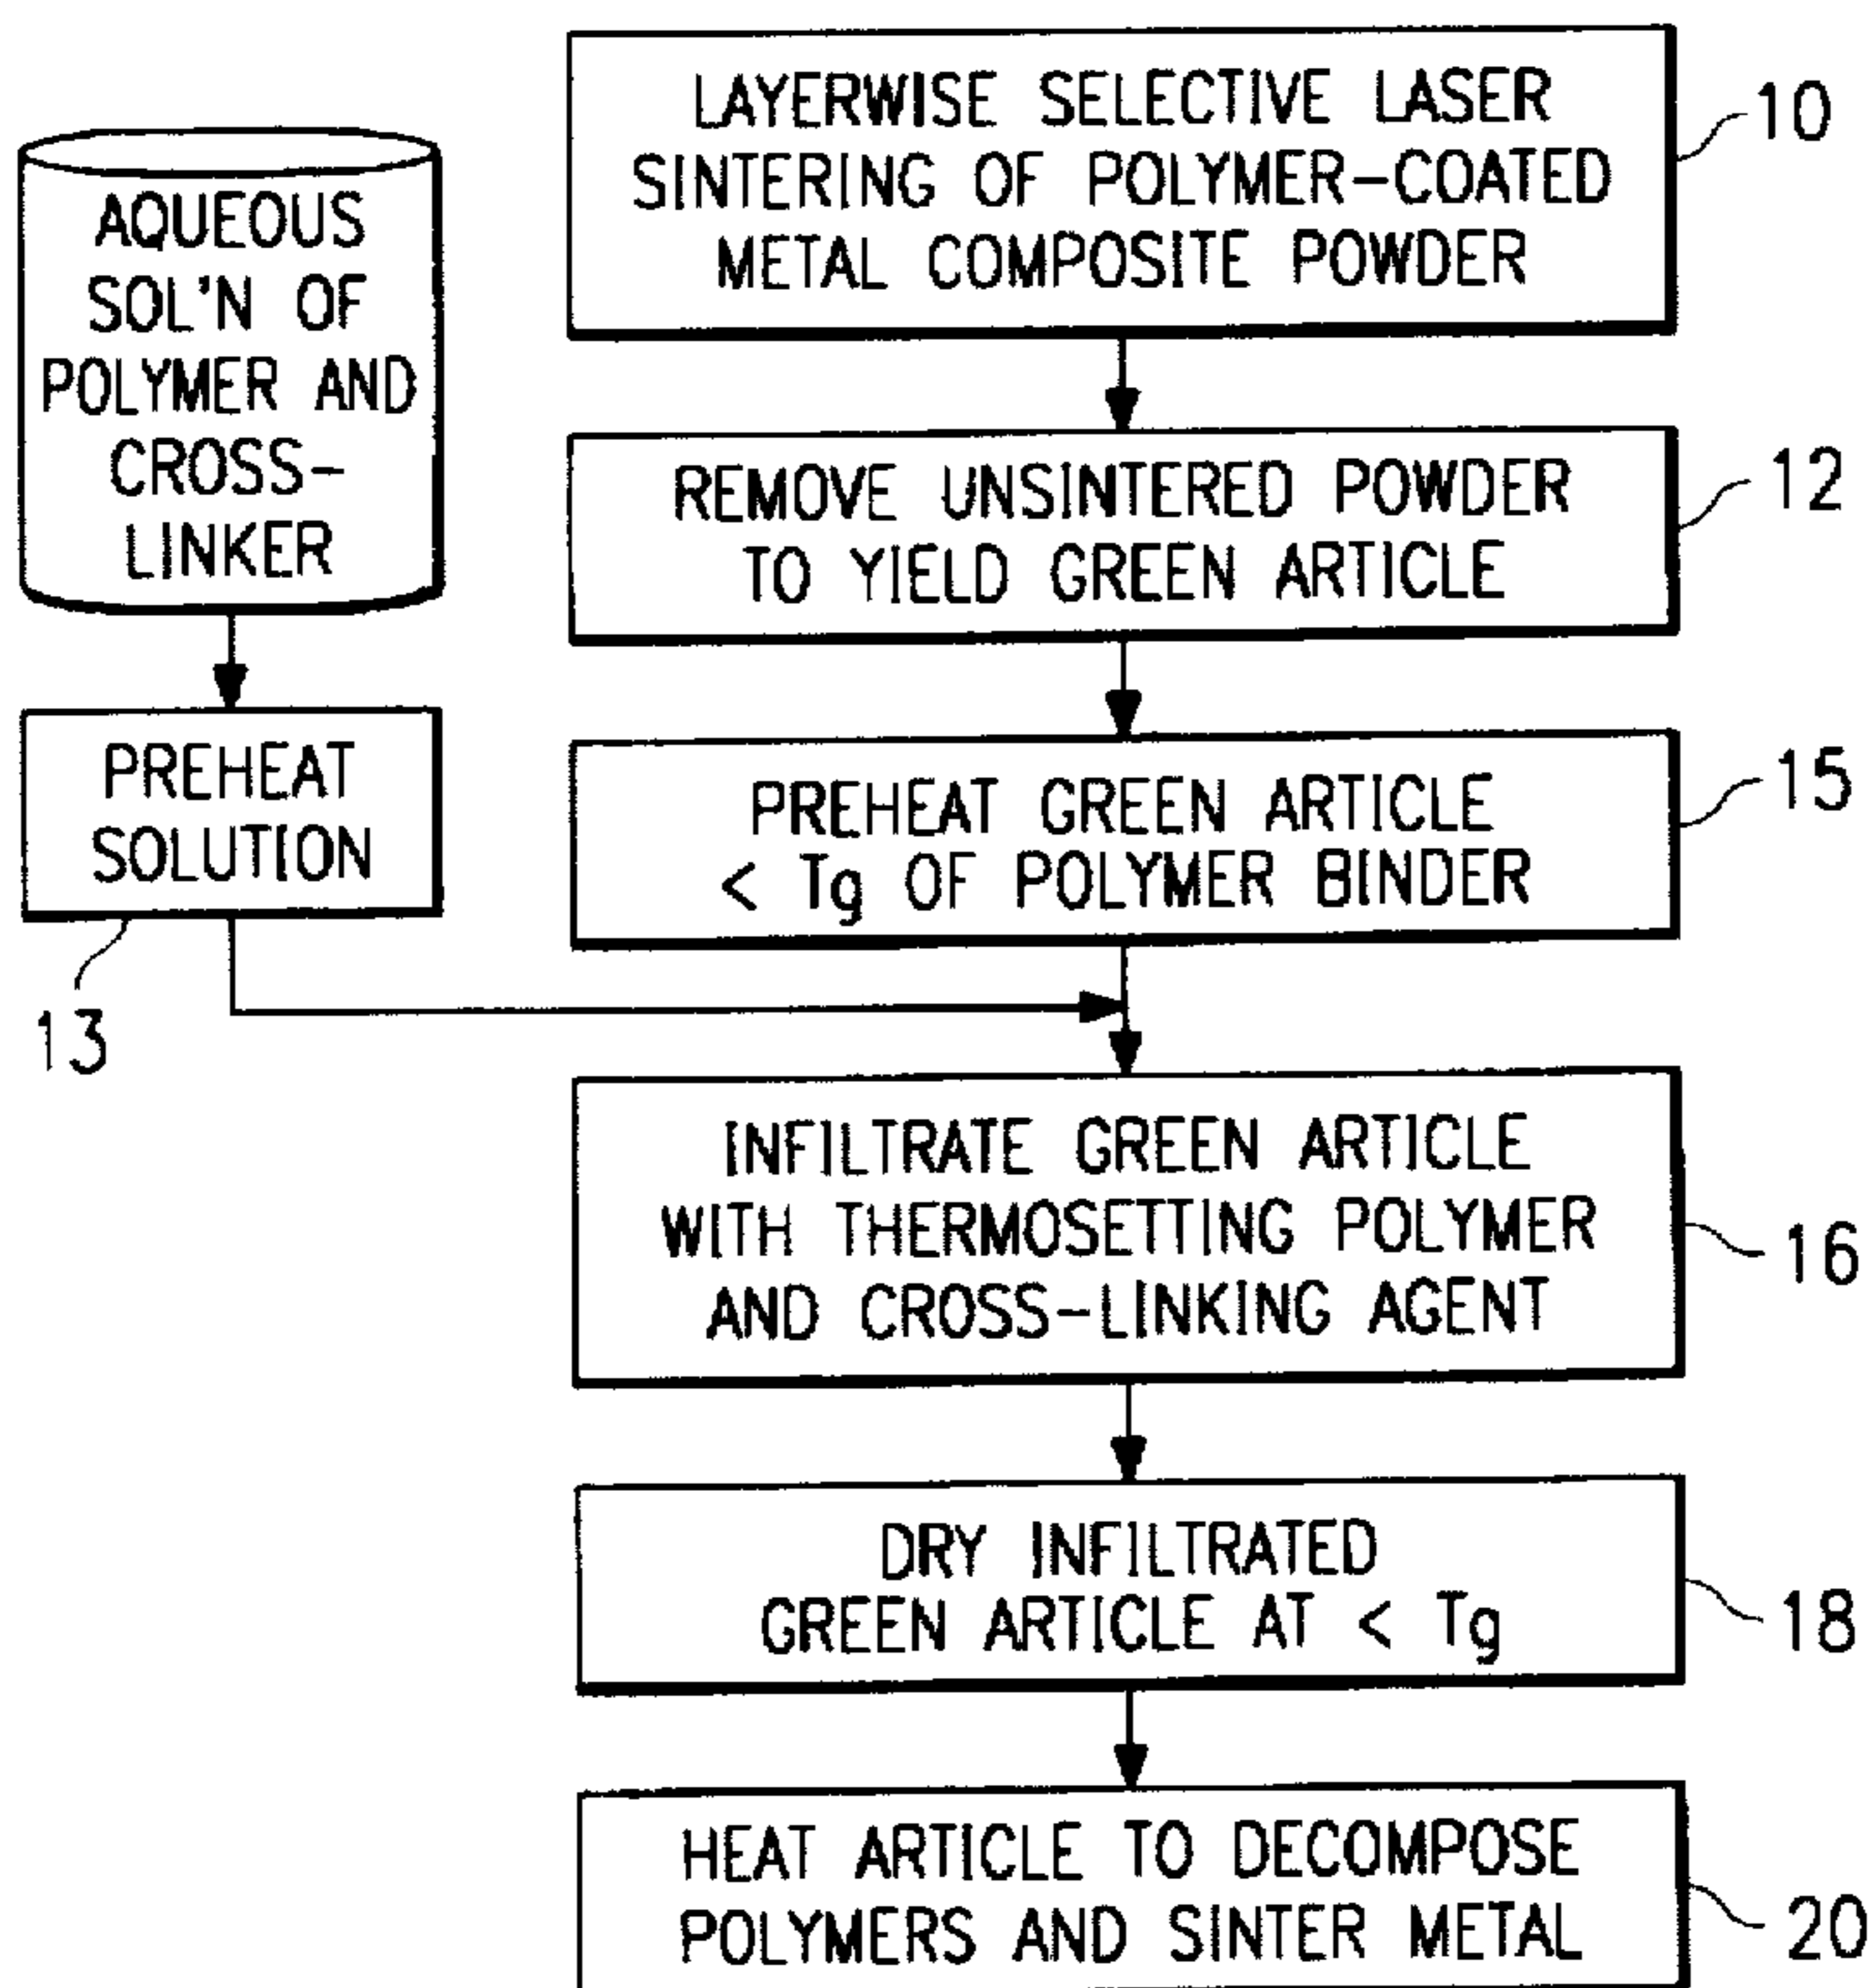 LAYERWISE SELECTIVE LASER
SINTERING OF POLYMER-COATED
METAL COMPOSITE POWDER
10
AQUEOUS
SOL'N OF
POLYMER AND
CROSS-
LINKER
REMOVE UNSINTERED POWDER
TO YIELD GREEN ARTICLE
12
PREHEAT
SOLUTION
13
PREHEAT GREEN ARTICLE
< Tg OF POLYMER BINDER
15
INFILTRATE GREEN ARTICLE
WITH THERMOSETTING POLYMER
AND CROSS-LINKING AGENT
16
DRY INFILTRATED
GREEN ARTICLE AT < Tg
18
HEAT ARTICLE TO DECOMPOSE
POLYMERS AND SINTER METAL
20